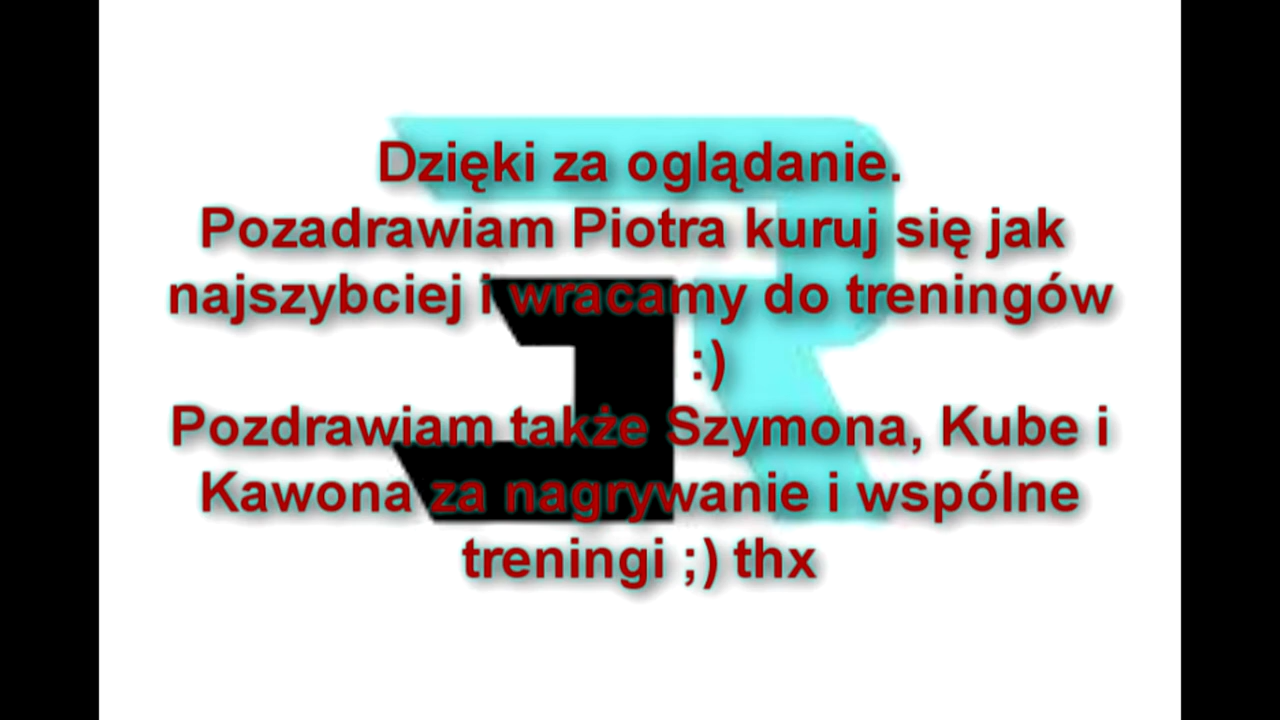 Dzięki za oglądanie.
Pozadrawiam Piotra kuruj się jak
najszybciej i wracamy do treningów
:)
Pozdrawiam także Szymona, Kube i
Kawona za nagrywanie i wspólne
treningi ;) thx